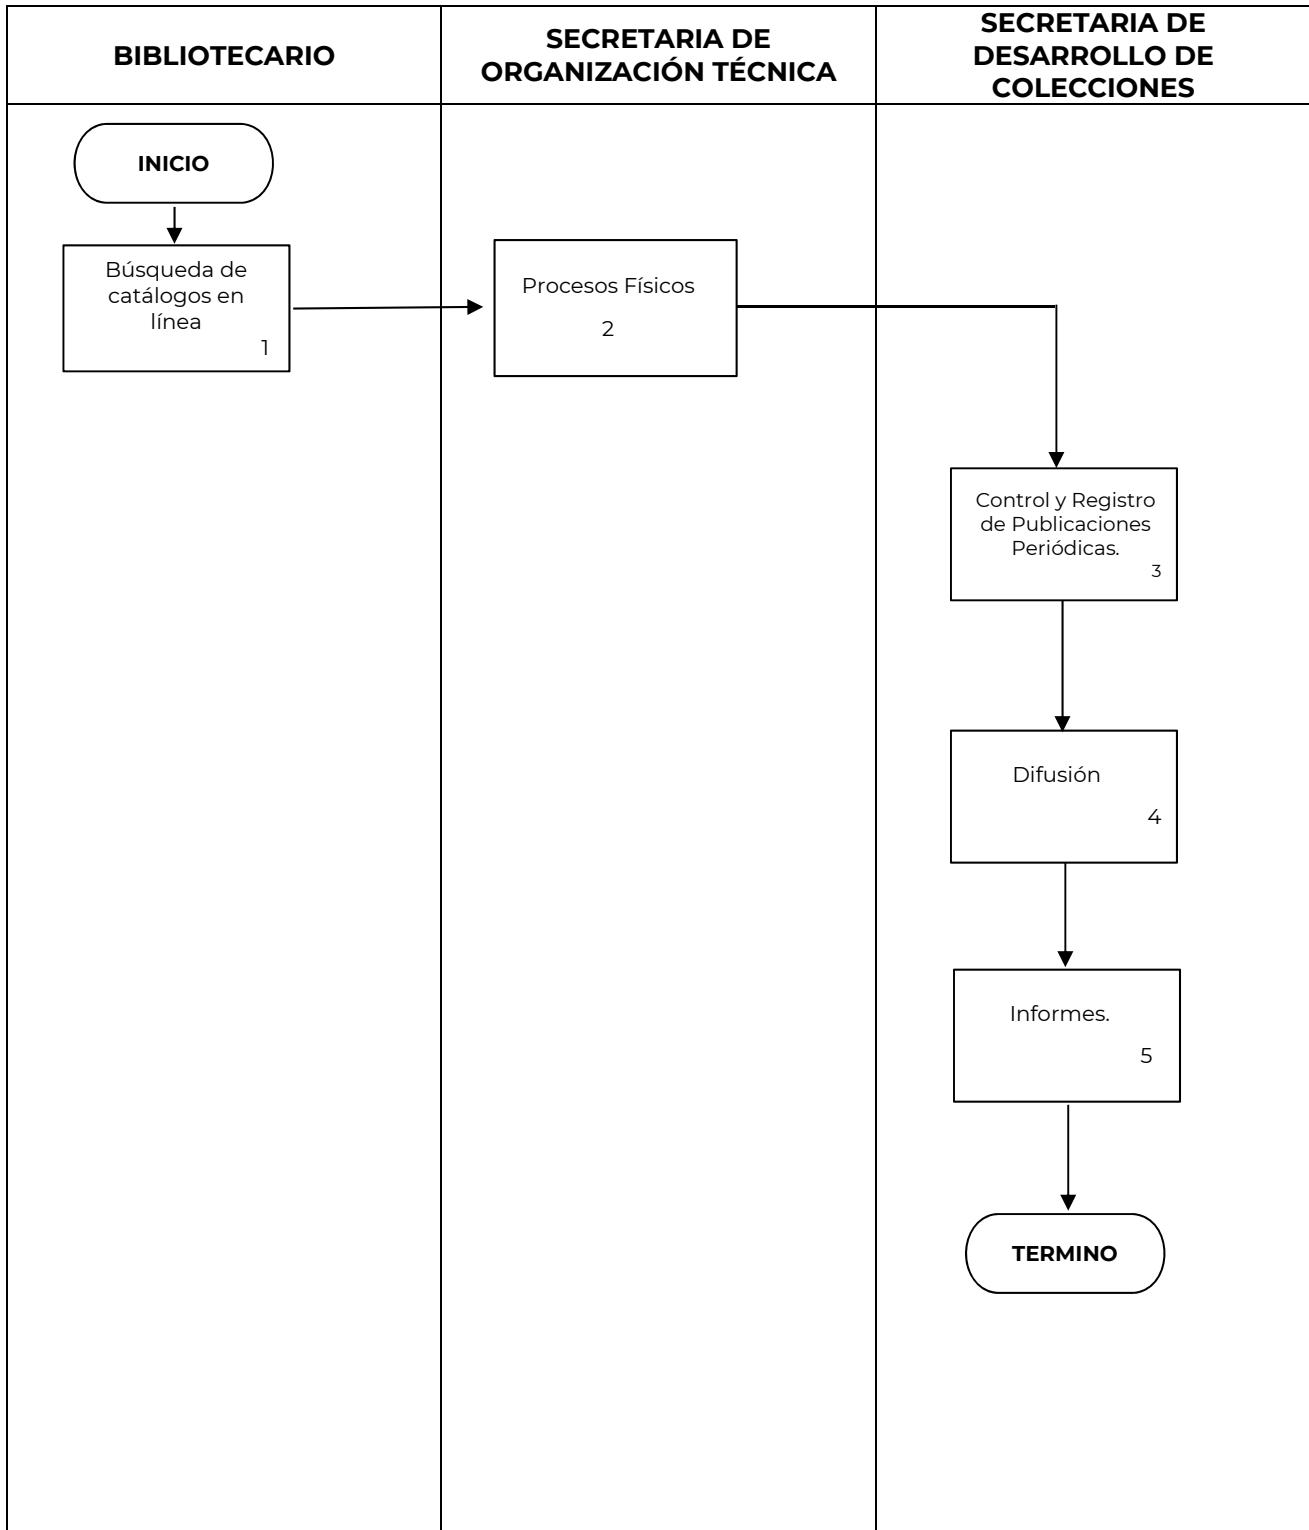 BIBLIOTECARIO
SECRETARIA DE
ORGANIZACIÓN TÉCNICA
SECRETARIA DE
DESARROLLO DE
COLECCIONES
INICIO
Búsqueda de
catálogos en
línea
1
Procesos Físicos
2
Control y Registro
de Publicaciones
Periódicas.
3
Difusión
4
Informes.
5
TERMINO